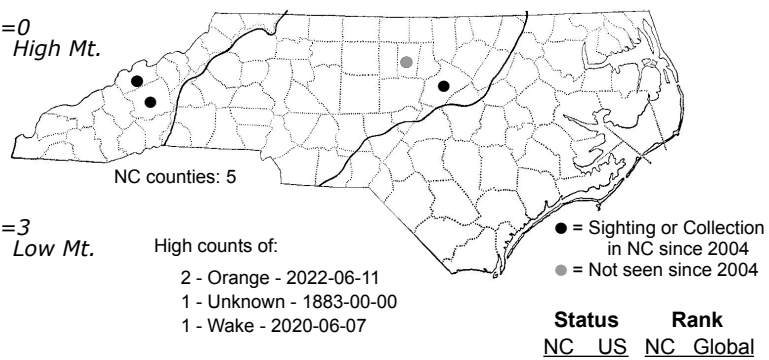 =0
High Mt.
NC counties: 5
=3
Low Mt.
High counts of:
2 - Orange - 2022-06-11
1 - Unknown - 1883-00-00
1 - Wake - 2020-06-07
= Sighting or Collection
in NC since 2004
= Not seen since 2004
Status Rank
NC US NC Global